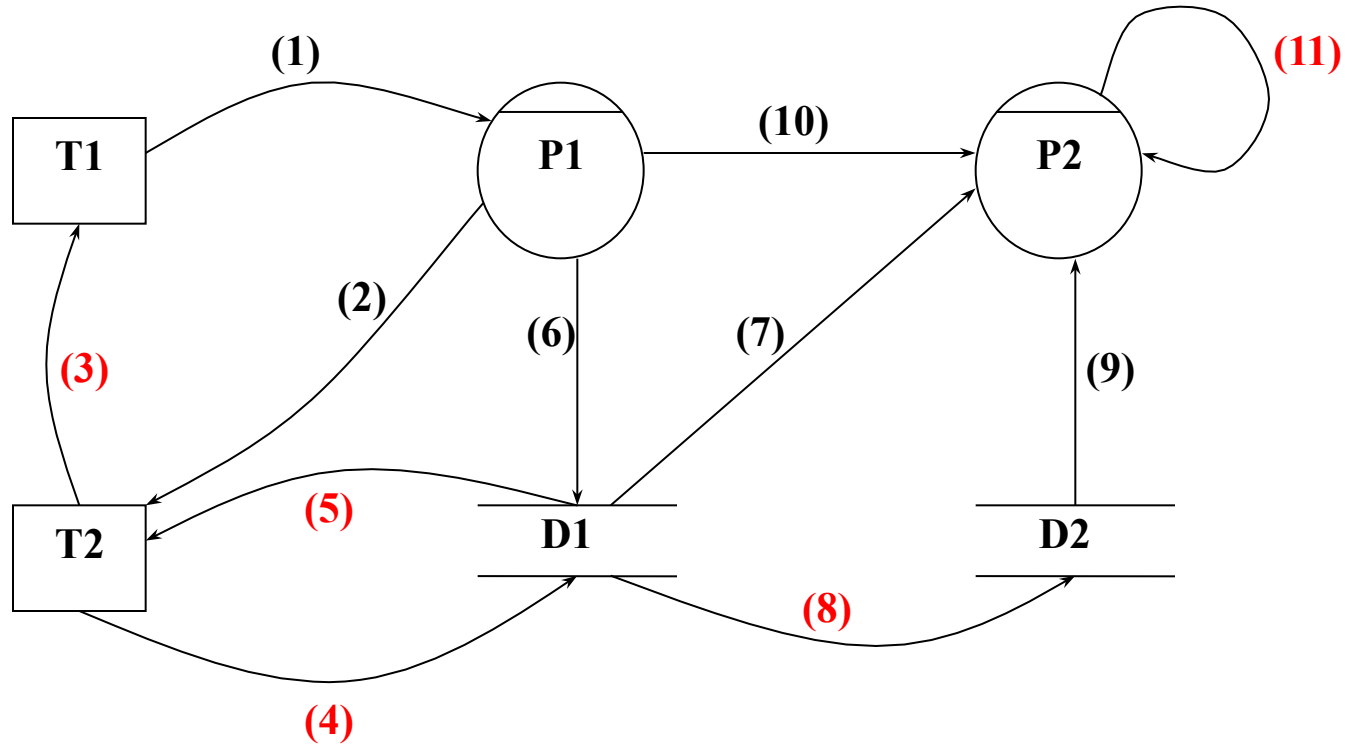 (1)
(11)
(10)
T1
P1
P2
(2)
(6)
(7)
(3)
(9)
(5)
T2
D1
D2
(8)
(4)